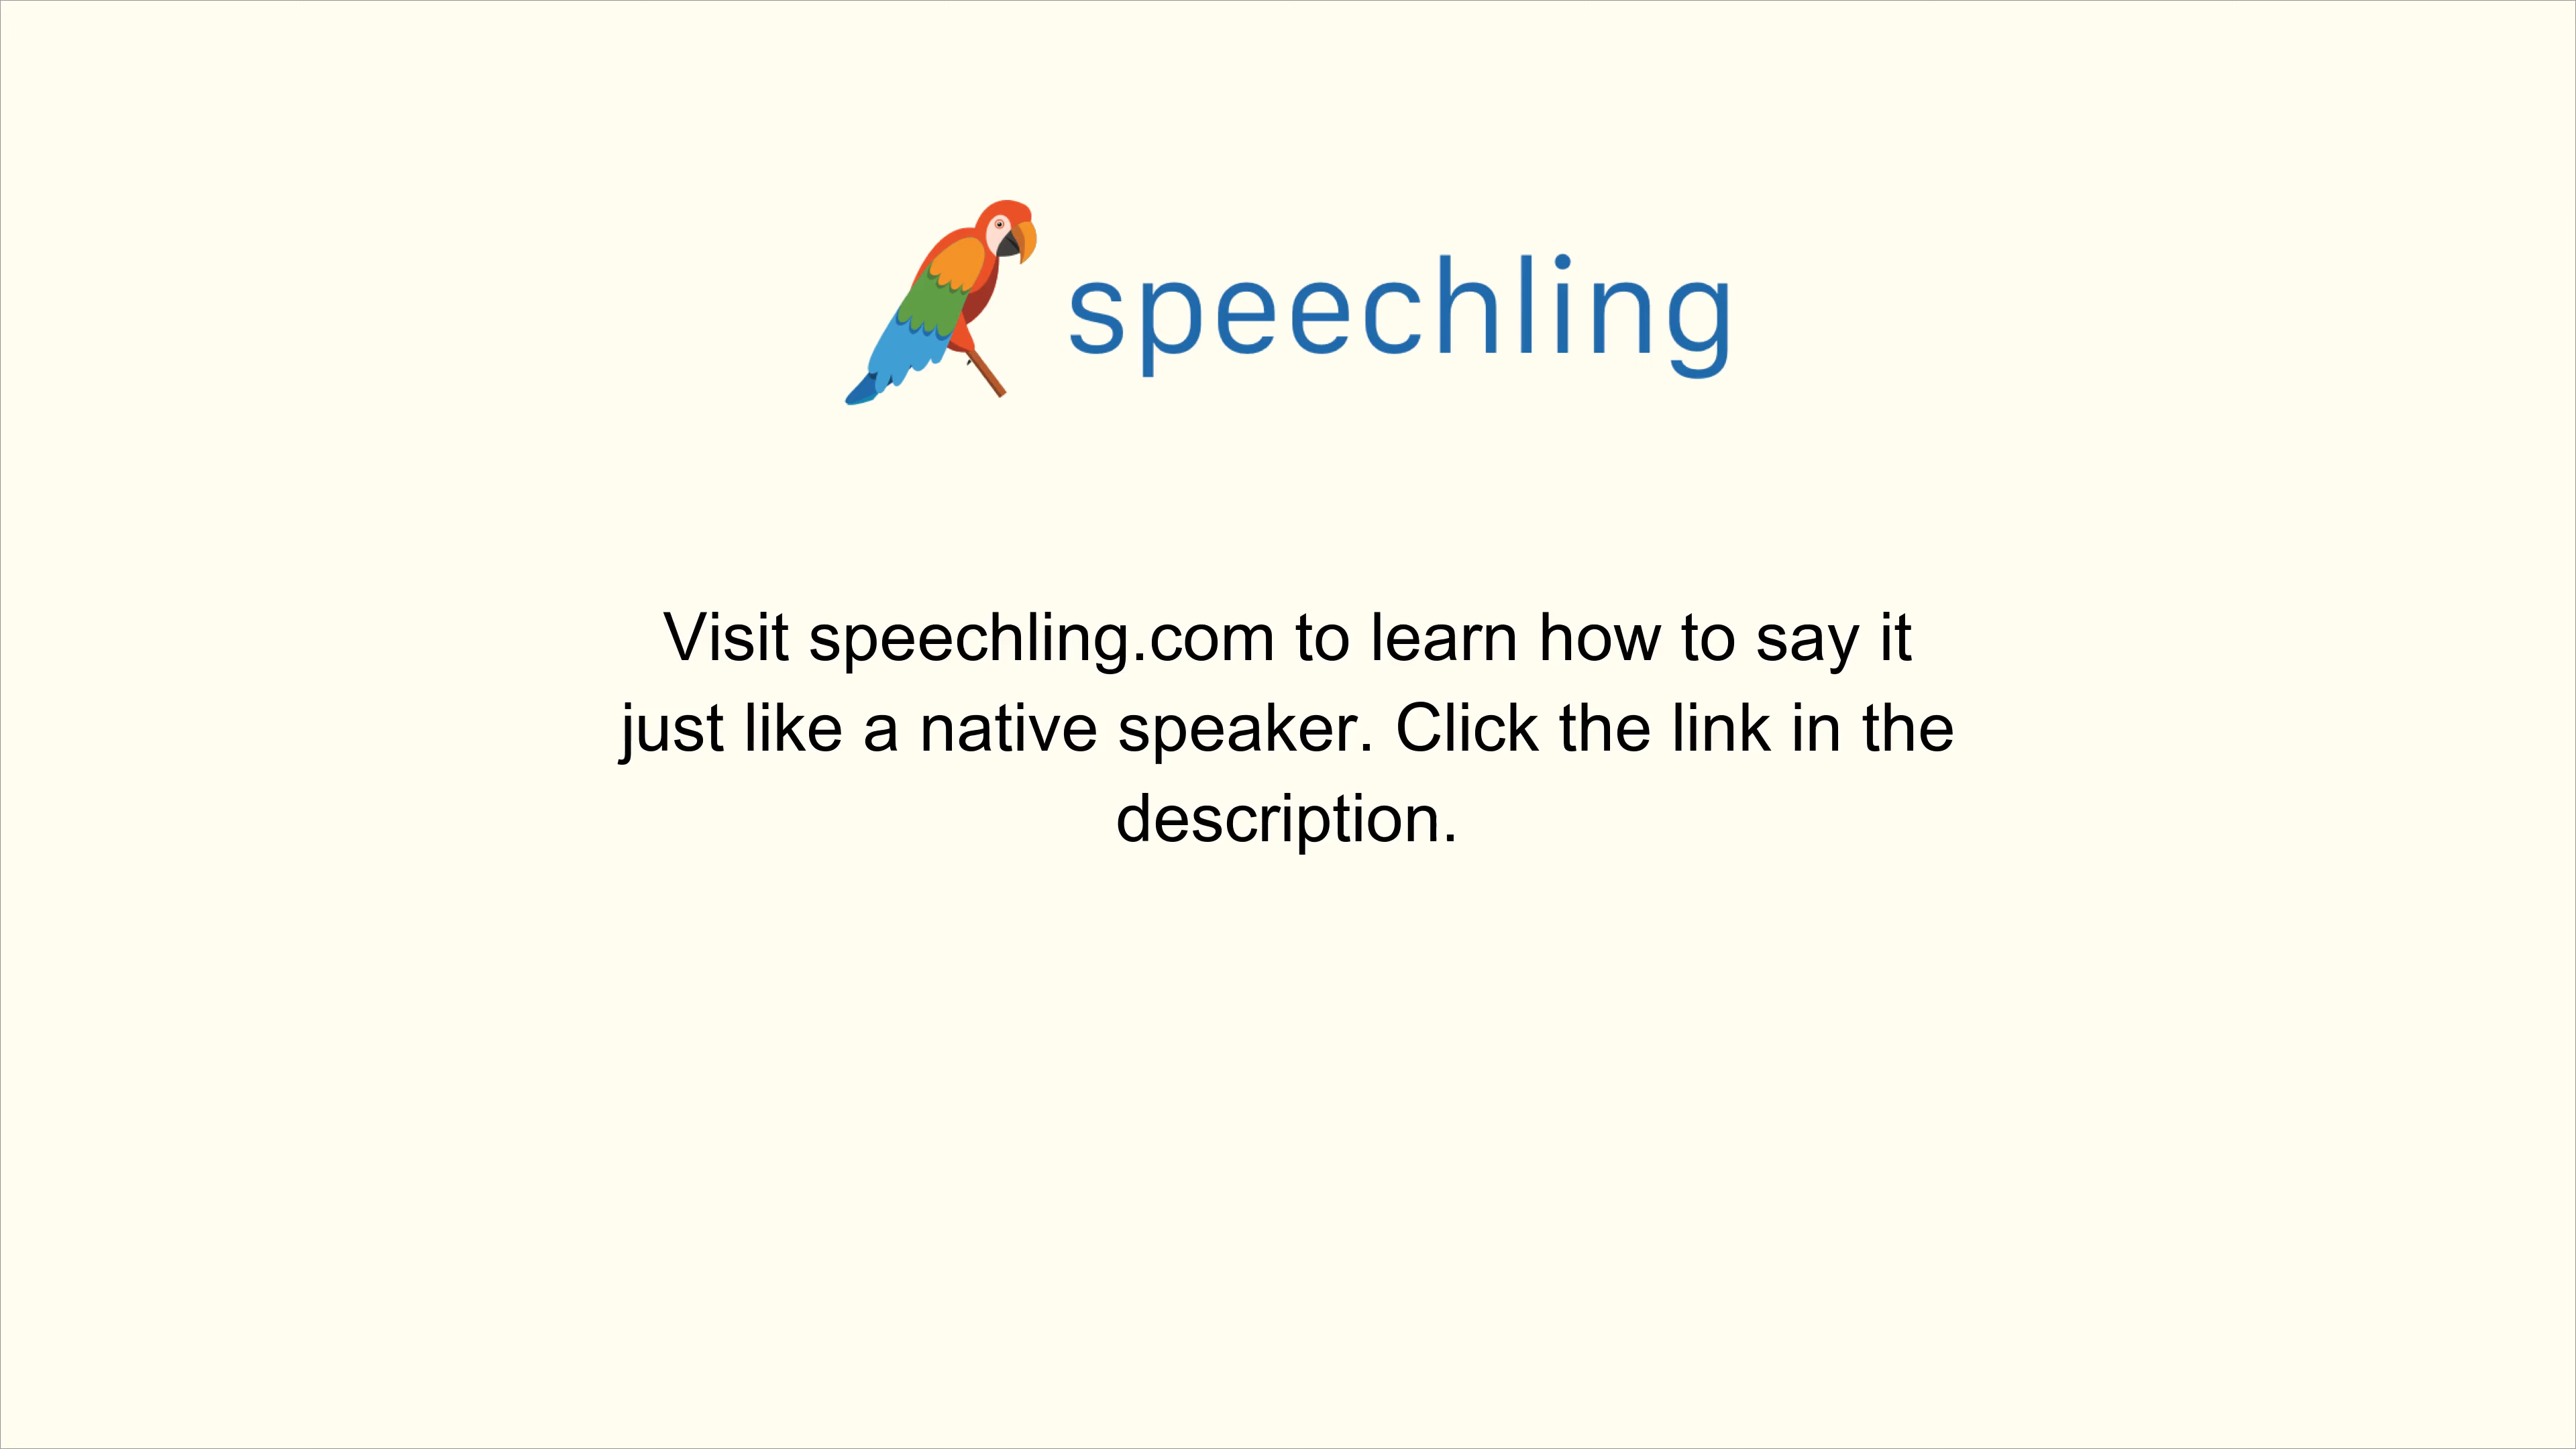 speechling
Visit speechling.com to learn how to say it
just like a native speaker. Click the link in the
description.